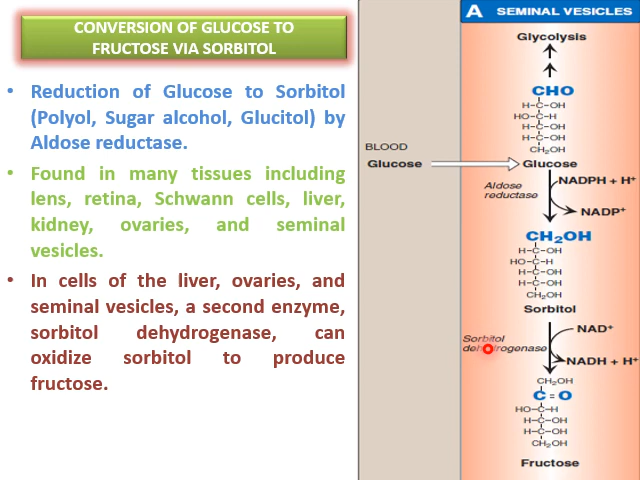 CONVERSION OF GLUCOSE TO
FRUCTOSE VIA SORBITOL
• Reduction of Glucose to Sorbitol
(Polyol, Sugar alcohol, Glucitol) by
Aldose reductase.
• Found in many tissues including
lens, retina, Schwann cells, liver,
kidney, ovaries, and seminal
vesicles.
• In cells of the liver, ovaries, and
seminal vesicles, a second enzyme,
sorbitol dehydrogenase, can
oxidize sorbitol to produce
fructose.
A SEMINAL VESICLES
Glycolysis
CHO
H–C–OH
HO–C–H
H–C–OH
H–C–OH
CH₂OH
BLOOD
Glucose
Glucose
Aldose
reductase
NADPH + H⁺
NADP⁺
CH₂OH
H–C–OH
HO–C–H
H–C–OH
H–C–OH
CH₂OH
Sorbitol
NAD⁺
Sorbitol
dehydrogenase
NADH + H⁺
CH₂OH
C = O
HO–C–H
H–C–OH
H–C–OH
CH₂OH
Fructose